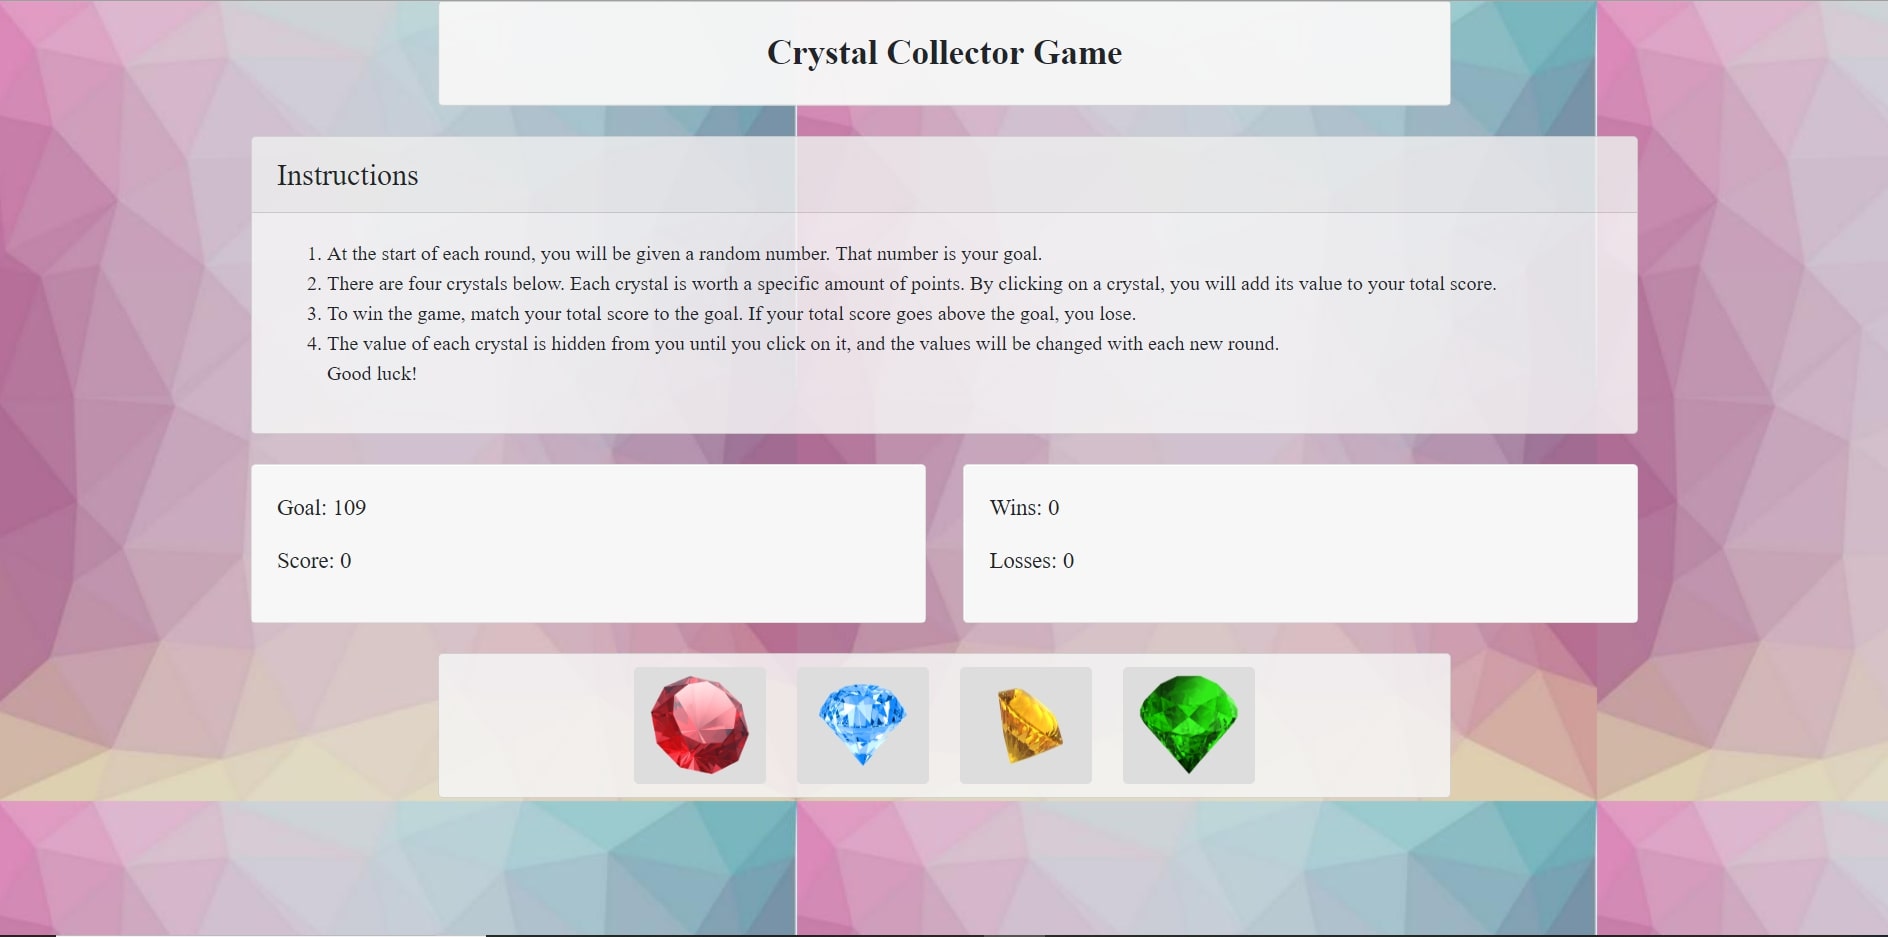 Crystal Collector Game
Instructions
1. At the start of each round, you will be given a random number. That number is your goal.
2. There are four crystals below. Each crystal is worth a specific amount of points. By clicking on a crystal, you will add its value to your total score.
3. To win the game, match your total score to the goal. If your total score goes above the goal, you lose.
4. The value of each crystal is hidden from you until you click on it, and the values will be changed with each new round.
Good luck!
Goal: 109
Score: 0
Wins: 0
Losses: 0